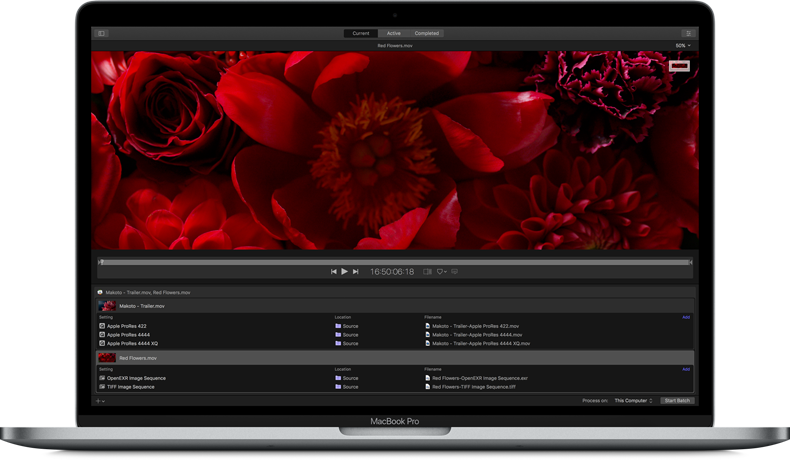 Current Active Completed
Red Flowers.mov 50%
16:50:06:18
Makoto - Trailer.mov, Red Flowers.mov
Makoto - Trailer.mov
Setting Location Filename Add
Apple ProRes 422 Source Makoto - Trailer-Apple ProRes 422.mov
Apple ProRes 4444 Source Makoto - Trailer-Apple ProRes 4444.mov
Apple ProRes 4444 XQ Source Makoto - Trailer-Apple ProRes 4444 XQ.mov
Red Flowers.mov
Setting Location Filename Add
OpenEXR Image Sequence Source Red Flowers-OpenEXR Image Sequence.exr
TIFF Image Sequence Source Red Flowers-TIFF Image Sequence.tiff
Process on: This Computer Start Batch
MacBook Pro